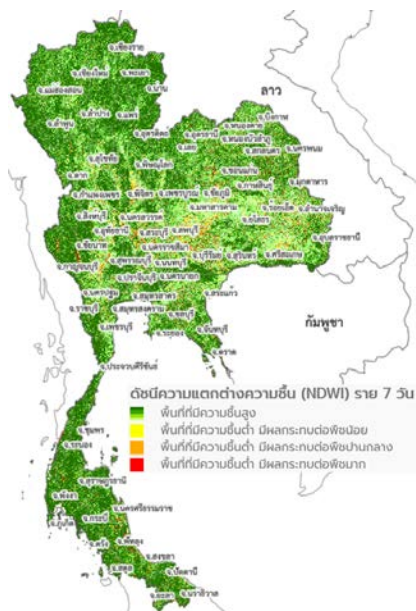 จ.เชียงราย
จ.เชียงใหม่
จ.พะเยา
จ.แม่ฮ่องสอน
จ.น่าน
จ.ลำปาง
จ.แพร่
จ.ลำพูน
จ.อุตรดิตถ์
จ.เลย
จ.อุดรธานี
จ.หนองคาย
จ.บึงกาฬ
จ.หนองบัวลำภู
จ.สกลนคร
จ.นครพนม
จ.สุโขทัย
จ.ตาก
จ.พิษณุโลก
จ.ขอนแก่น
จ.กาฬสินธุ์
จ.มุกดาหาร
จ.กำแพงเพชร
จ.พิจิตร
จ.เพชรบูรณ์
จ.ชัยภูมิ
จ.มหาสารคาม
จ.ร้อยเอ็ด
จ.อำนาจเจริญ
จ.ยโสธร
จ.สิงห์บุรี
จ.นครสวรรค์
จ.อุทัยธานี
จ.สระบุรี
จ.ลพบุรี
จ.อุบลราชธานี
จ.ชัยนาท
จ.นครราชสีมา
จ.บุรีรัมย์
จ.สุรินทร์
จ.ศรีสะเกษ
จ.กาญจนบุรี
จ.สุพรรณบุรี
จ.นนทบุรี
จ.ปราจีนบุรี
จ.นครนายก
จ.นครปฐม
จ.สมุทรสาคร
จ.สระแก้ว
จ.ราชบุรี
จ.สมุทรสงคราม
จ.ชลบุรี
จ.เพชรบุรี
จ.ระยอง
จ.จันทบุรี
จ.ตราด
จ.ประจวบคีรีขันธ์
ลาว
กัมพูชา
ดัชนีความแตกต่างความชื้น (NDWI) ราย 7 วัน
พื้นที่ที่มีความชื้นสูง
พื้นที่ที่มีความชื้นต่ำ มีผลกระทบต่อพืชน้อย
พื้นที่ที่มีความชื้นต่ำ มีผลกระทบต่อพืชปานกลาง
พื้นที่ที่มีความชื้นต่ำ มีผลกระทบต่อพืชมาก
จ.ชุมพร
จ.ระนอง
จ.สุราษฎร์ธานี
จ.พังงา
จ.นครศรีธรรมราช
จ.ภูเก็ต
จ.กระบี่
จ.ตรัง
จ.พัทลุง
จ.สตูล
จ.สงขลา
จ.ปัตตานี
จ.ยะลา
จ.นราธิวาส